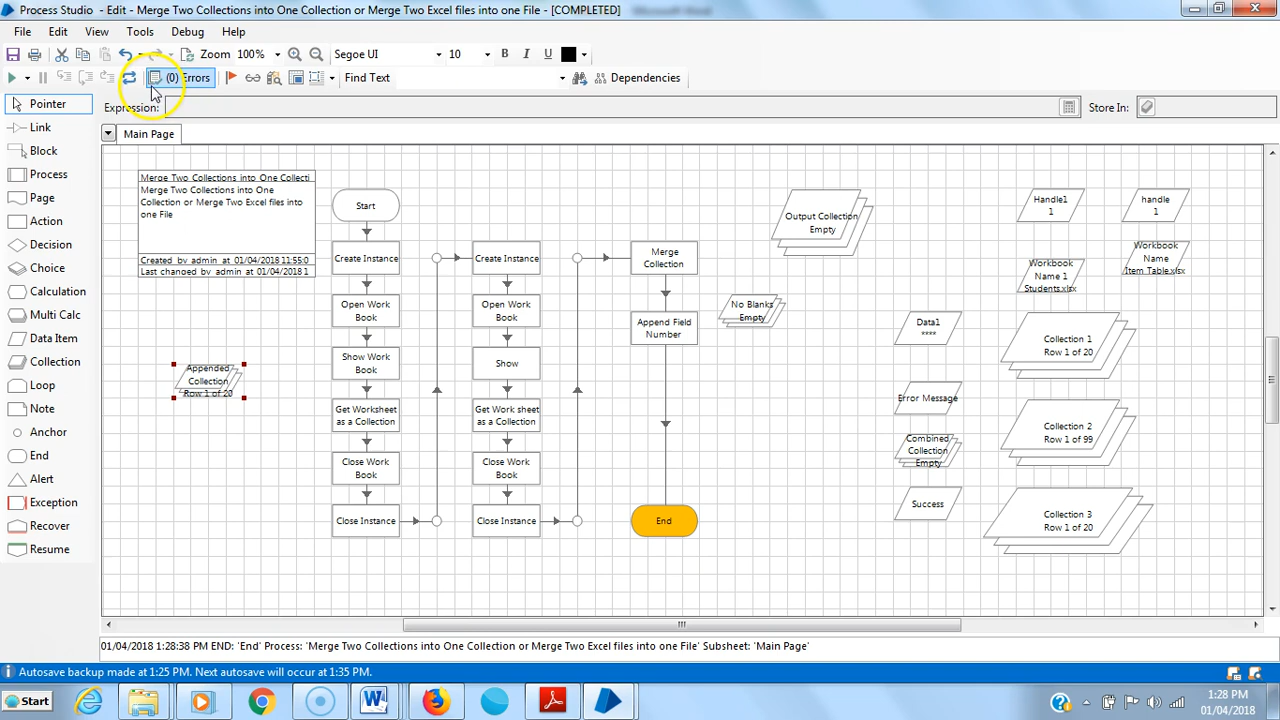 Process Studio - Edit - Merge Two Collections into One Collection or Merge Two Excel files into one File - [COMPLETED]
File Edit View Tools Debug Help
Zoom 100% Segoe UI 10 B I U
(0) Errors Find Text Dependencies
Expression: Store In:
Main Page
Pointer
Link
Block
Process
Page
Action
Decision
Choice
Calculation
Multi Calc
Data Item
Collection
Loop
Note
Anchor
End
Alert
Exception
Recover
Resume
Merge Two Collections into One Collecti
Merge Two Collections into One
Collection or Merge Two Excel files into
one File
Created by admin at 01/04/2018 11:55:0
Last changed by admin at 01/04/2018 1
Appended
Collection
Row 1 of 20
Start
Create Instance
Open Work
Book
Show Work
Book
Get Worksheet
as a Collection
Close Work
Book
Close Instance
Create Instance
Open Work
Book
Show
Get Work sheet
as a Collection
Close Work
Book
Close Instance
Merge
Collection
Append Field
Number
End
Output Collection
Empty
No Blanks
Empty
Data1
****
Error Message
Combined
Collection
Empty
Success
Handle1
1
handle
1
Workbook
Name 1
Students.xlsx
Workbook
Name
Item Table.xlsx
Collection 1
Row 1 of 20
Collection 2
Row 1 of 99
Collection 3
Row 1 of 20
01/04/2018 1:28:38 PM END: 'End' Process: 'Merge Two Collections into One Collection or Merge Two Excel files into one File' Subsheet: 'Main Page'
Autosave backup made at 1:25 PM. Next autosave will occur at 1:35 PM.
Start
1:28 PM
01/04/2018